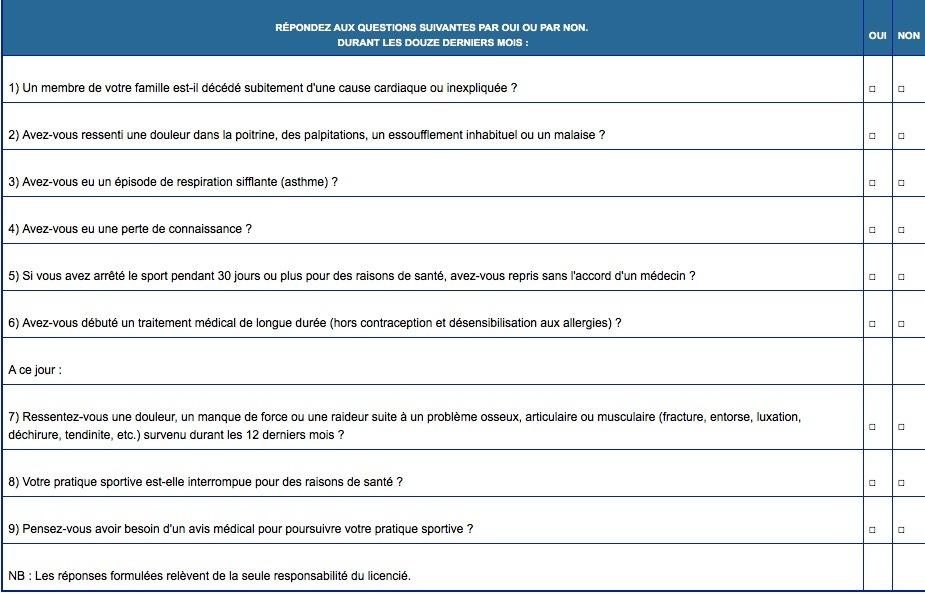 RÉPONDEZ AUX QUESTIONS SUIVANTES PAR OUI OU PAR NON.
DURANT LES DOUZE DERNIERS MOIS :
OUI
NON
1) Un membre de votre famille est-il décédé subitement d'une cause cardiaque ou inexpliquée ?
2) Avez-vous ressenti une douleur dans la poitrine, des palpitations, un essoufflement inhabituel ou un malaise ?
3) Avez-vous eu un épisode de respiration sifflante (asthme) ?
4) Avez-vous eu une perte de connaissance ?
5) Si vous avez arrêté le sport pendant 30 jours ou plus pour des raisons de santé, avez-vous repris sans l'accord d'un médecin ?
6) Avez-vous débuté un traitement médical de longue durée (hors contraception et désensibilisation aux allergies) ?
A ce jour :
7) Ressentez-vous une douleur, un manque de force ou une raideur suite à un problème osseux, articulaire ou musculaire (fracture, entorse, luxation,
déchirure, tendinite, etc.) survenu durant les 12 derniers mois ?
8) Votre pratique sportive est-elle interrompue pour des raisons de santé ?
9) Pensez-vous avoir besoin d'un avis médical pour poursuivre votre pratique sportive ?
NB : Les réponses formulées relèvent de la seule responsabilité du licencié.